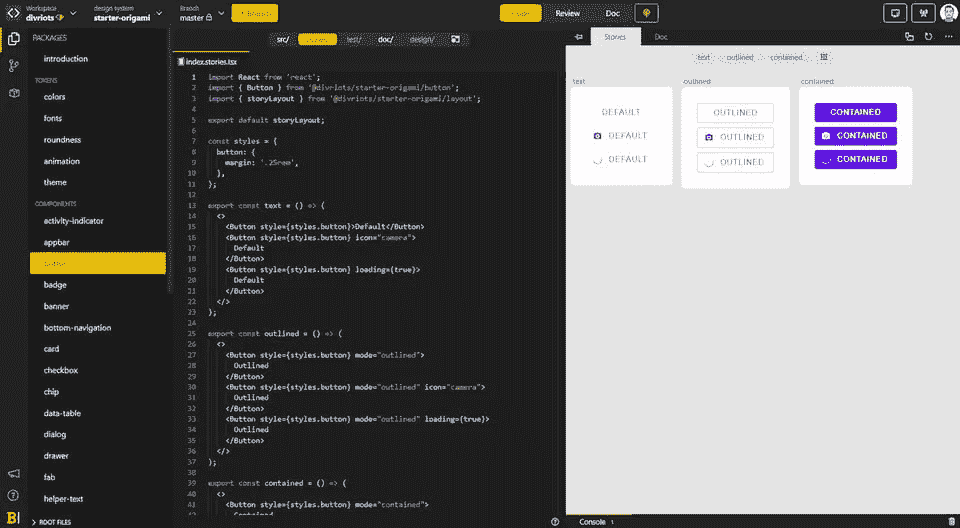 Workspace
divriots
design system
starter-origami
Branch
master
Review
Doc
PACKAGES
introduction
TOKENS
colors
fonts
roundness
animation
theme
COMPONENTS
activity-indicator
appbar
badge
banner
bottom-navigation
card
checkbox
chip
data-table
dialog
drawer
fab
helper-text
ROOT FILES
src/
test/
doc/
design/
index.stories.tsx
1 import React from 'react';
2 import { Button } from '@divriots/starter-origami/button';
3 import { storyLayout } from '@divriots/starter-origami/layout';
4
5 export default storyLayout;
6
7 const styles = {
8 button: {
9 margin: '.25rem',
10 },
11 };
12
13 export const text = () => (
14 <>
15 <Button style={styles.button}>Default</Button>
16 <Button style={styles.button} icon="camera">
17 Default
18 </Button>
19 <Button style={styles.button} loading={true}>
20 Default
21 </Button>
22 </>
23 );
24
25 export const outlined = () => (
26 <>
27 <Button style={styles.button} mode="outlined">
28 Outlined
29 </Button>
30 <Button style={styles.button} mode="outlined" icon="camera">
31 Outlined
32 </Button>
33 <Button style={styles.button} mode="outlined" loading={true}>
34 Outlined
35 </Button>
36 </>
37 );
38
39 export const contained = () => (
40 <>
41 <Button style={styles.button} mode="contained">
42 Contained
Stories
Doc
text outlined contained
text
DEFAULT
DEFAULT
DEFAULT
outlined
OUTLINED
OUTLINED
OUTLINED
contained
CONTAINED
CONTAINED
CONTAINED
Console 1